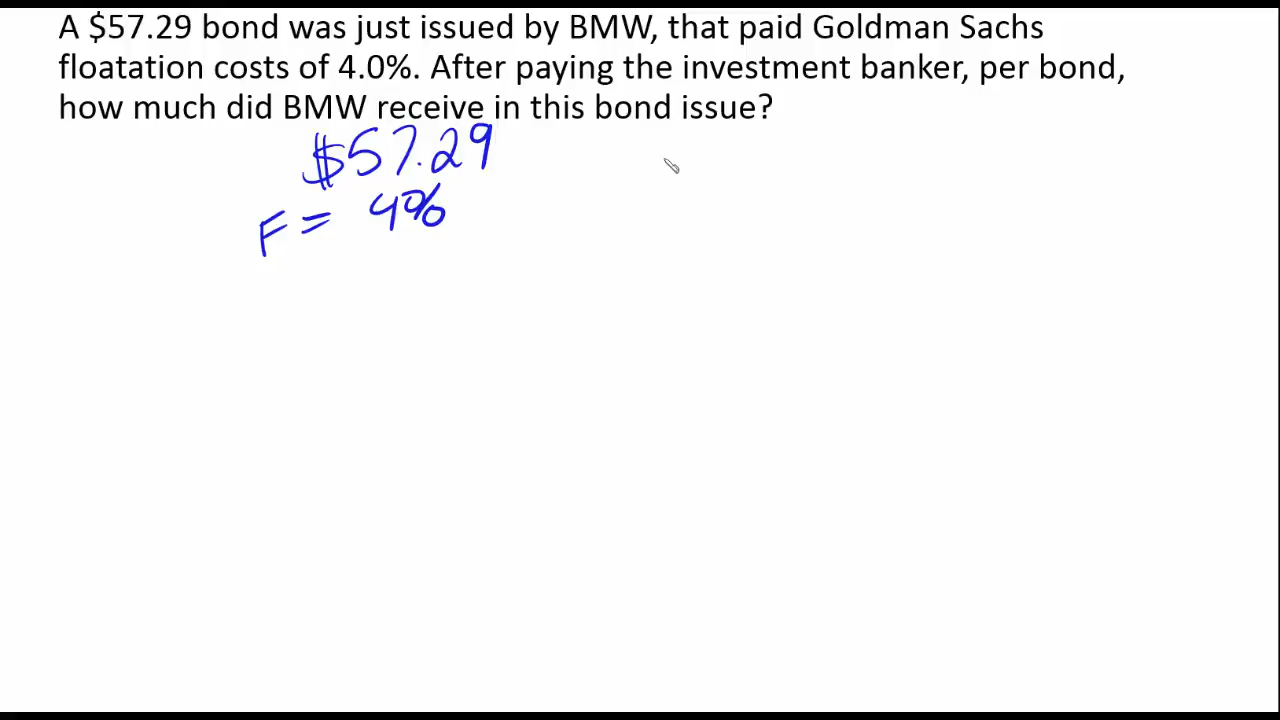 A $57.29 bond was just issued by BMW, that paid Goldman Sachs
floatation costs of 4.0%. After paying the investment banker, per bond,
how much did BMW receive in this bond issue?
$57.29
F = 4%